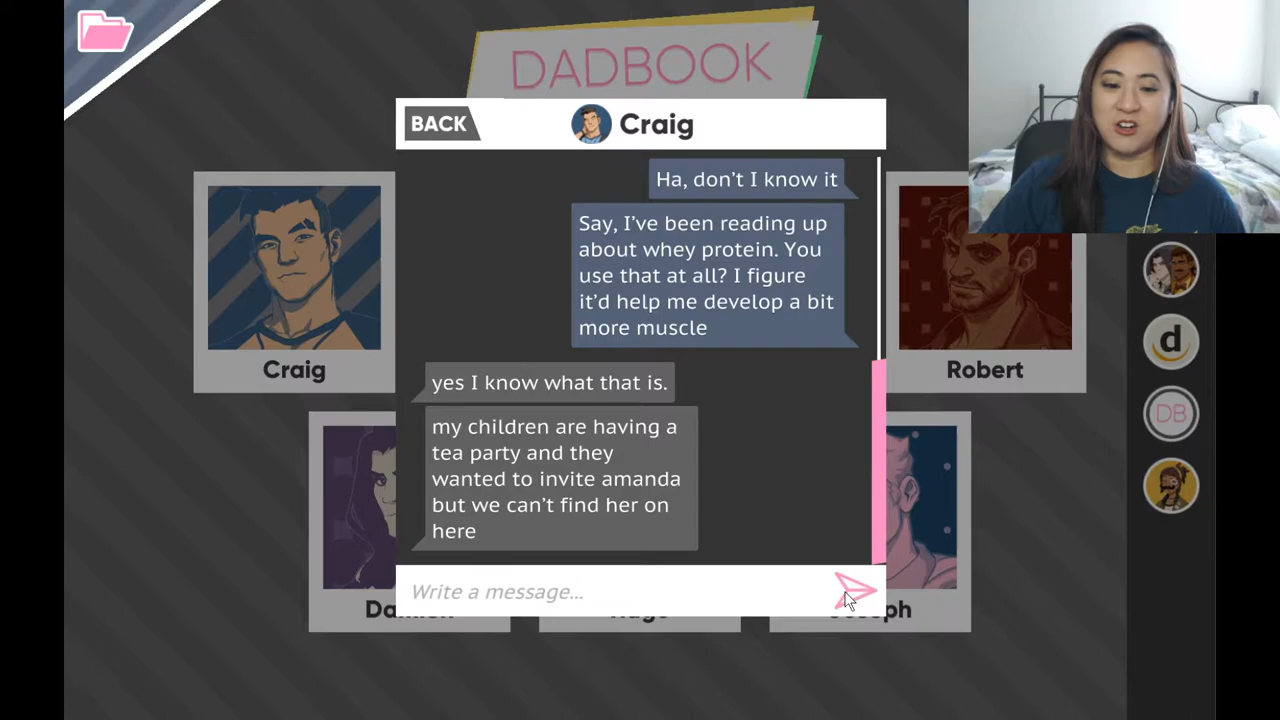 DADBOOK
BACK
Craig
Ha, don't I know it
Say, I've been reading up
about whey protein. You
use that at all? I figure
it'd help me develop a bit
more muscle
yes I know what that is.
my children are having a
tea party and they
wanted to invite amanda
but we can't find her on
here
Write a message...
Craig
Robert
d
DB